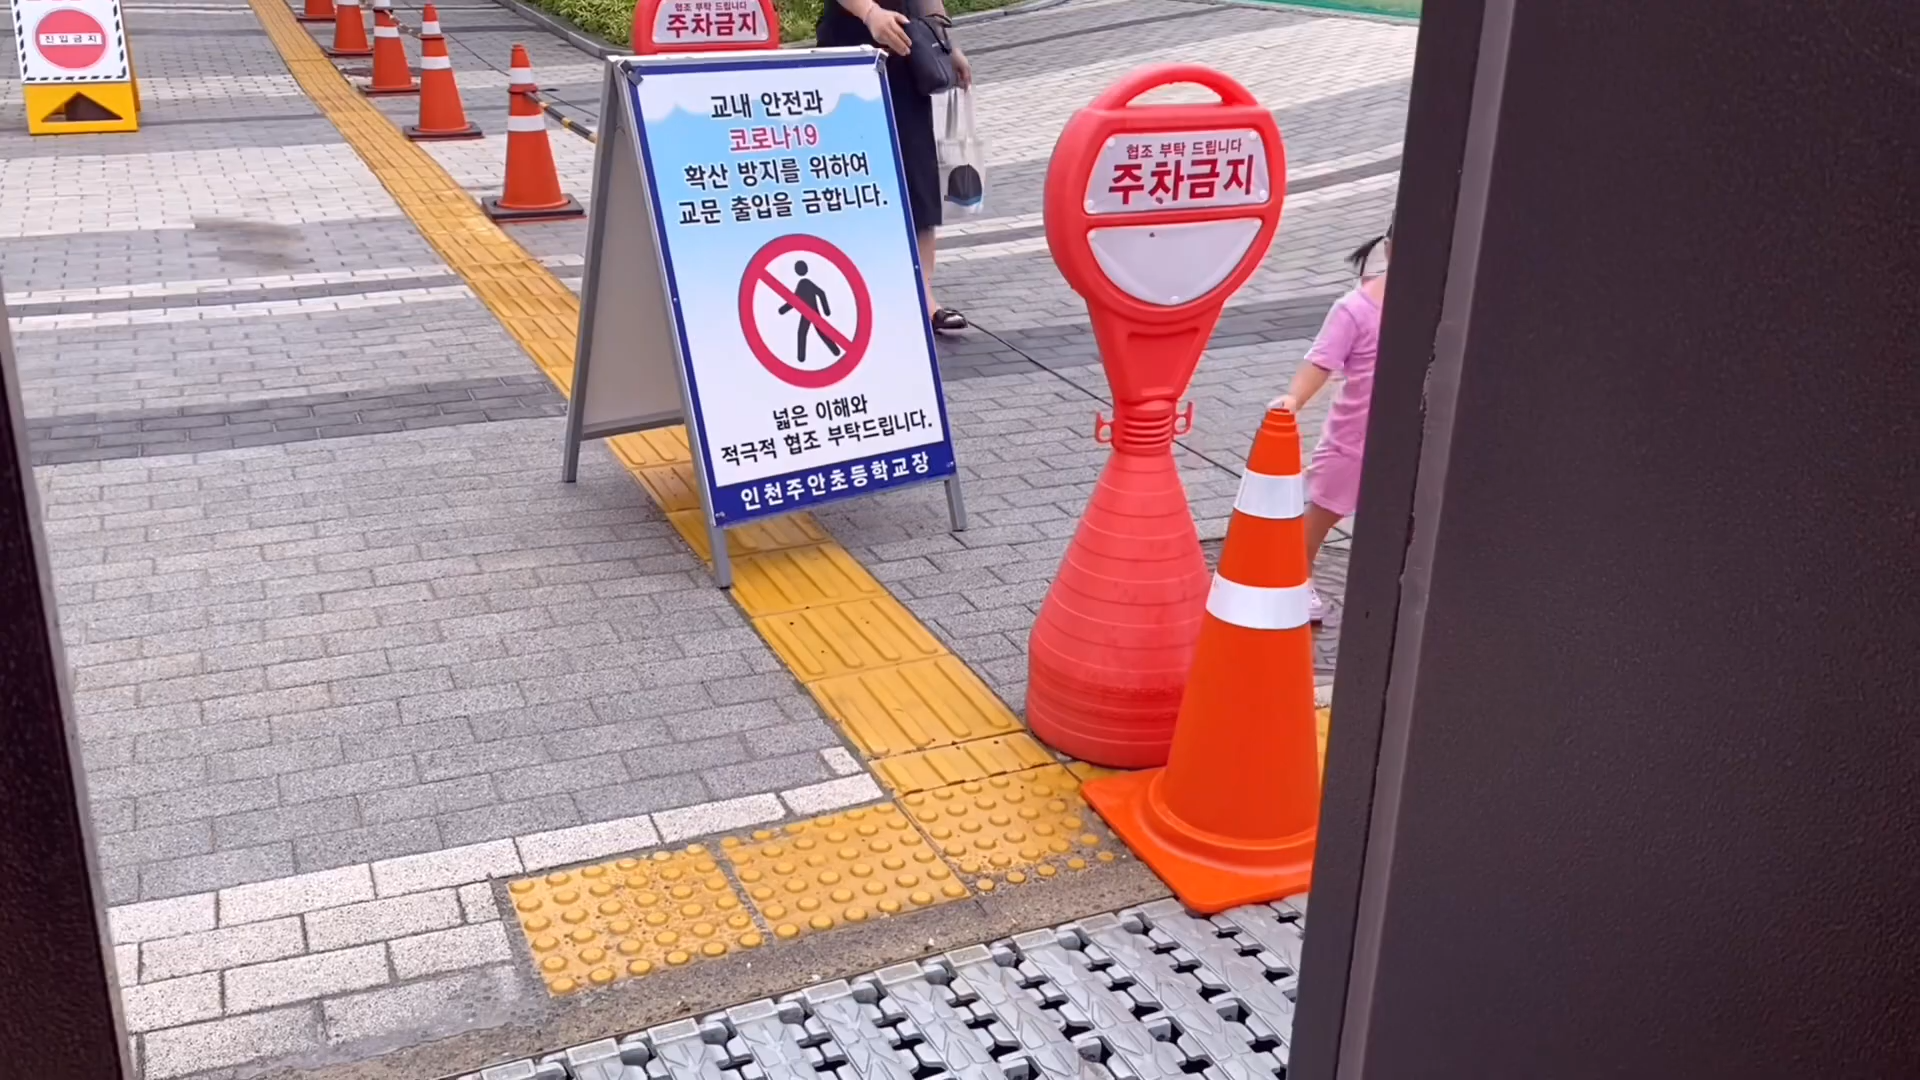 진입금지
협조 부탁 드립니다
주차금지
교내 안전과
코로나19
확산 방지를 위하여
교문 출입을 금합니다.
넓은 이해와
적극적 협조 부탁드립니다.
인천주안초등학교장
협조 부탁 드립니다
주차금지